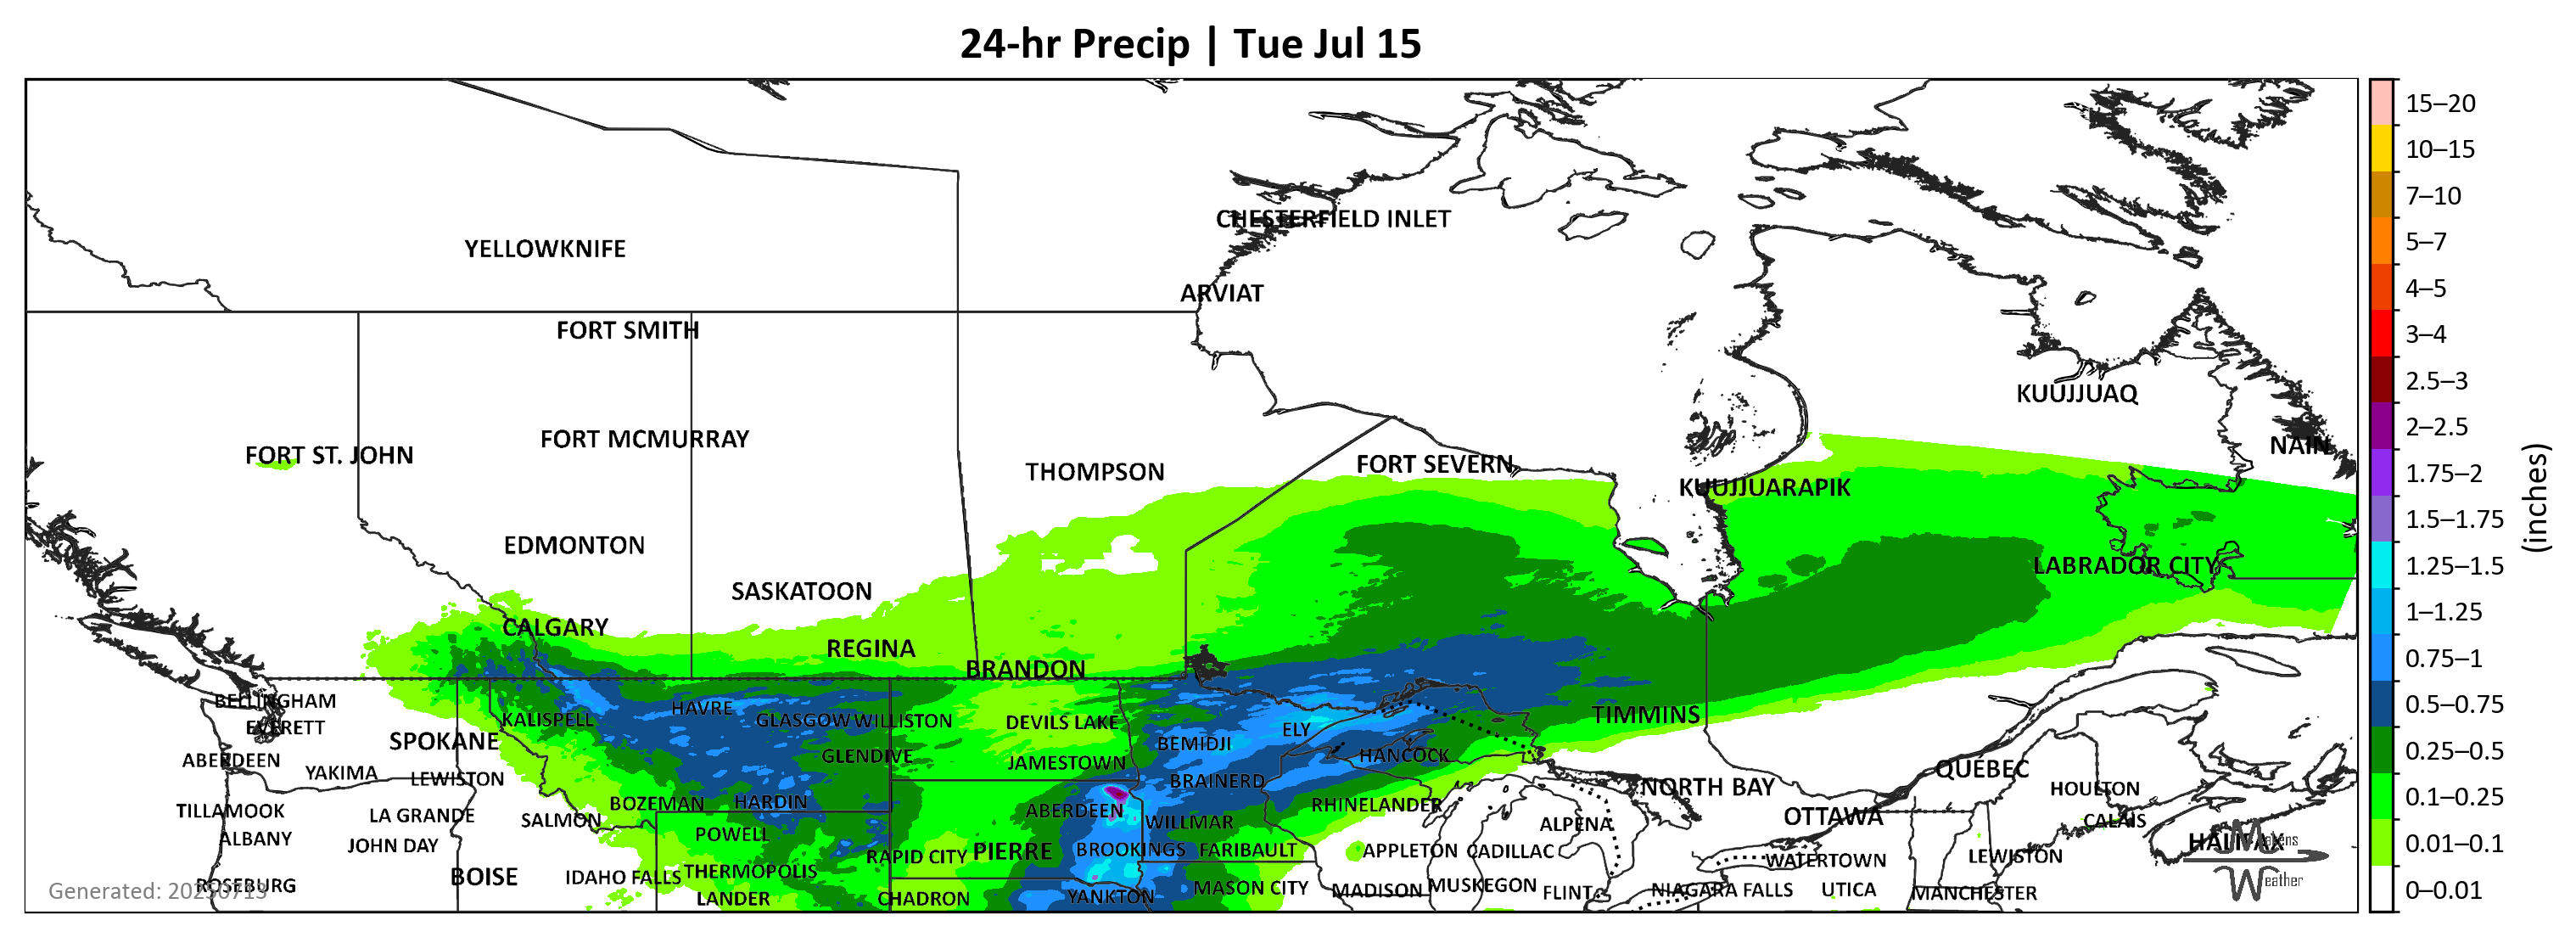 24-hr Precip | Tue Jul 15
CHESTERFIELD INLET
YELLOWKNIFE
ARVIAT
FORT SMITH
KUUJJUAQ
FORT MCMURRAY
NAIN
FORT ST. JOHN
FORT SEVERN
THOMPSON
KUUJJUARAPIK
EDMONTON
LABRADOR CITY
SASKATOON
CALGARY
REGINA
BRANDON
BELLINGHAM
HAVRE
KALISPELL GLASGOW WILLISTON DEVILS LAKE TIMMINS
EVERETT ELY
SPOKANE BEMIDJI
ABERDEEN GLENDIVE JAMESTOWN HANCOCK QUÉBEC
YAKIMA LEWISTON BRAINERD
NORTH BAY HOULTON
TILLAMOOK LA GRANDE SALMON BOZEMAN HARDIN ABERDEEN RHINELANDER OTTAWA
WILLMAR ALPENA CALAIS
ALBANY JOHN DAY POWELL HALIFAX
RAPID CITY PIERRE BROOKINGS FARIBAULT APPLETON CADILLAC LEWISTON
WATERTOWN
ROSEBURG BOISE IDAHO FALLS THERMOPOLIS MASON CITY MADISON MUSKEGON FLINT NIAGARA FALLS UTICA MANCHESTER
LANDER CHADRON YANKTON
Generated: 20250713
Weather
15–20
10–15
7–10
5–7
4–5
3–4
2.5–3
2–2.5
1.75–2
1.5–1.75
1.25–1.5
1–1.25
0.75–1
0.5–0.75
0.25–0.5
0.1–0.25
0.01–0.1
0–0.01
(inches)